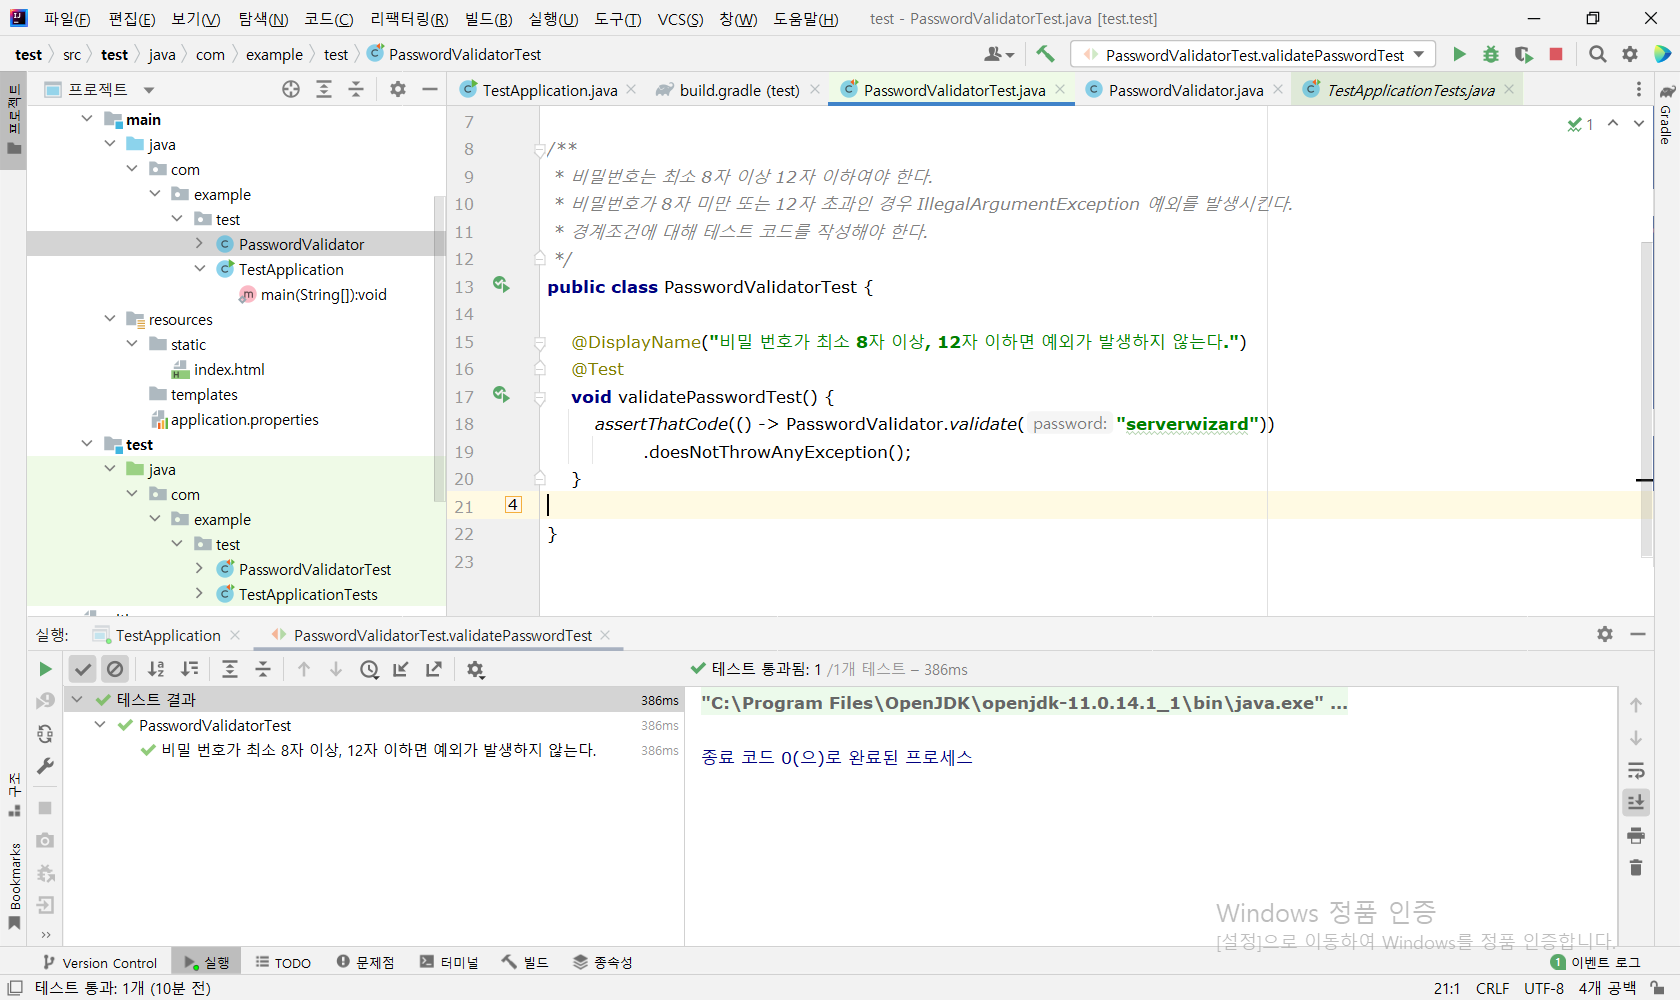 파일(F) 편집(E) 보기(V) 탐색(N) 코드(C) 리팩터링(R) 빌드(B) 실행(U) 도구(T) VCS(S) 창(W) 도움말(H) test - PasswordValidatorTest.java [test.test]
test src test java com example test PasswordValidatorTest
PasswordValidatorTest.validatePasswordTest
프로젝트
프로젝트
TestApplication.java build.gradle (test) PasswordValidatorTest.java PasswordValidator.java TestApplicationTests.java
Gradle
main
java
com
example
test
PasswordValidator
TestApplication
main(String[]):void
resources
static
index.html
templates
application.properties
test
java
com
example
test
PasswordValidatorTest
TestApplicationTests
1
7
8 /**
9 * 비밀번호는 최소 8자 이상 12자 이하여야 한다.
10 * 비밀번호가 8자 미만 또는 12자 초과인 경우 IllegalArgumentException 예외를 발생시킨다.
11 * 경계조건에 대해 테스트 코드를 작성해야 한다.
12 */
13 public class PasswordValidatorTest {
14
15 @DisplayName("비밀 번호가 최소 8자 이상, 12자 이하면 예외가 발생하지 않는다.")
16 @Test
17 void validatePasswordTest() {
18 assertThatCode(() -> PasswordValidator.validate( password: "serverwizard"))
19 .doesNotThrowAnyException();
20 }
21 4
22 }
23
실행: TestApplication PasswordValidatorTest.validatePasswordTest
테스트 통과됨: 1 /1개 테스트 – 386ms
테스트 결과 386ms
PasswordValidatorTest 386ms
비밀 번호가 최소 8자 이상, 12자 이하면 예외가 발생하지 않는다. 386ms
"C:\Program Files\OpenJDK\openjdk-11.0.14.1_1\bin\java.exe" ...
종료 코드 0(으)로 완료된 프로세스
구조
Bookmarks
Windows 정품 인증
[설정]으로 이동하여 Windows를 정품 인증합니다.
Version Control 실행 TODO 문제점 터미널 빌드 종속성 1 이벤트 로그
테스트 통과: 1개 (10분 전) 21:1 CRLF UTF-8 4개 공백